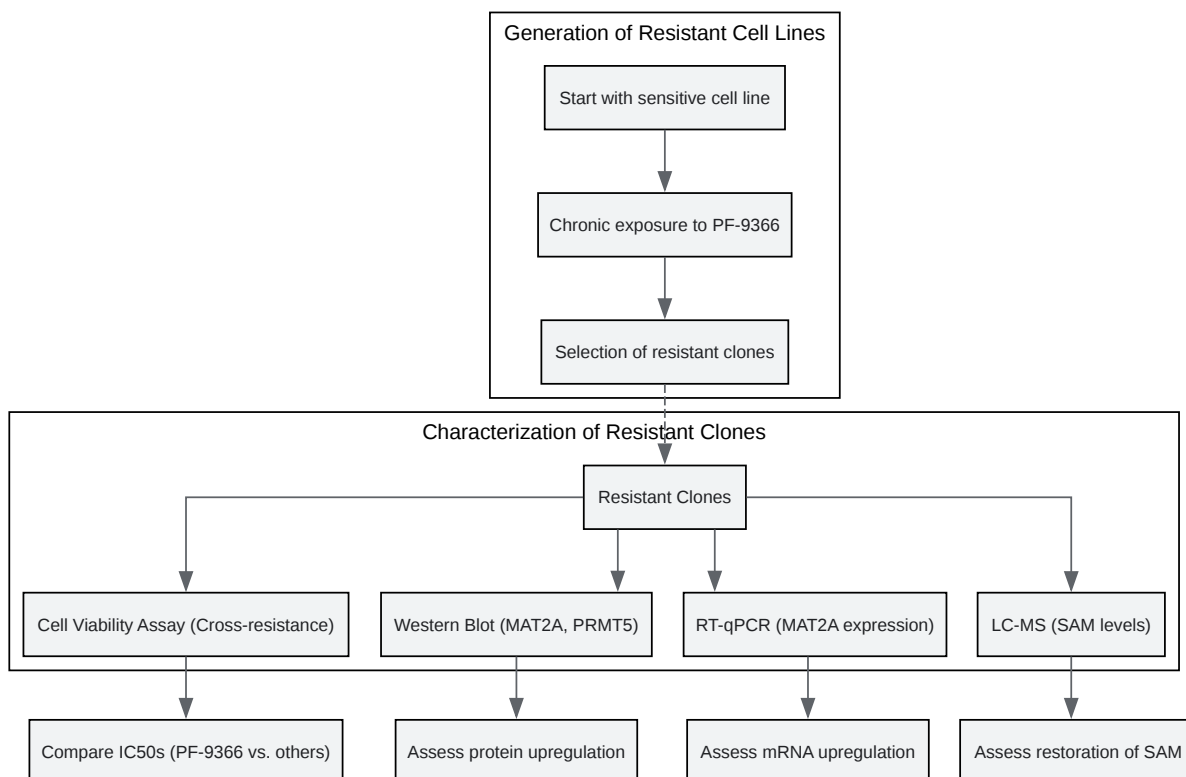 Generation of Resistant Cell Lines
Start with sensitive cell line
Chronic exposure to PF-9366
Selection of resistant clones
Characterization of Resistant Clones
Resistant Clones
Cell Viability Assay (Cross-resistance)
Western Blot (MAT2A, PRMT5)
RT-qPCR (MAT2A expression)
LC-MS (SAM levels)
Compare IC50s (PF-9366 vs. others)
Assess protein upregulation
Assess mRNA upregulation
Assess restoration of SAM